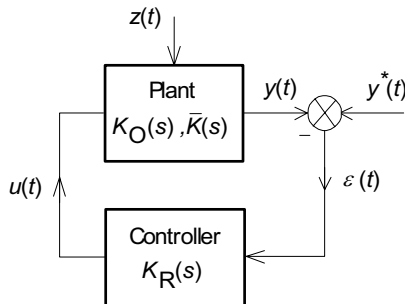 z(t)
Plant
K_O(s) ,K̄(s)
y(t)
y*(t)
−
ε(t)
u(t)
Controller
K_R(s)